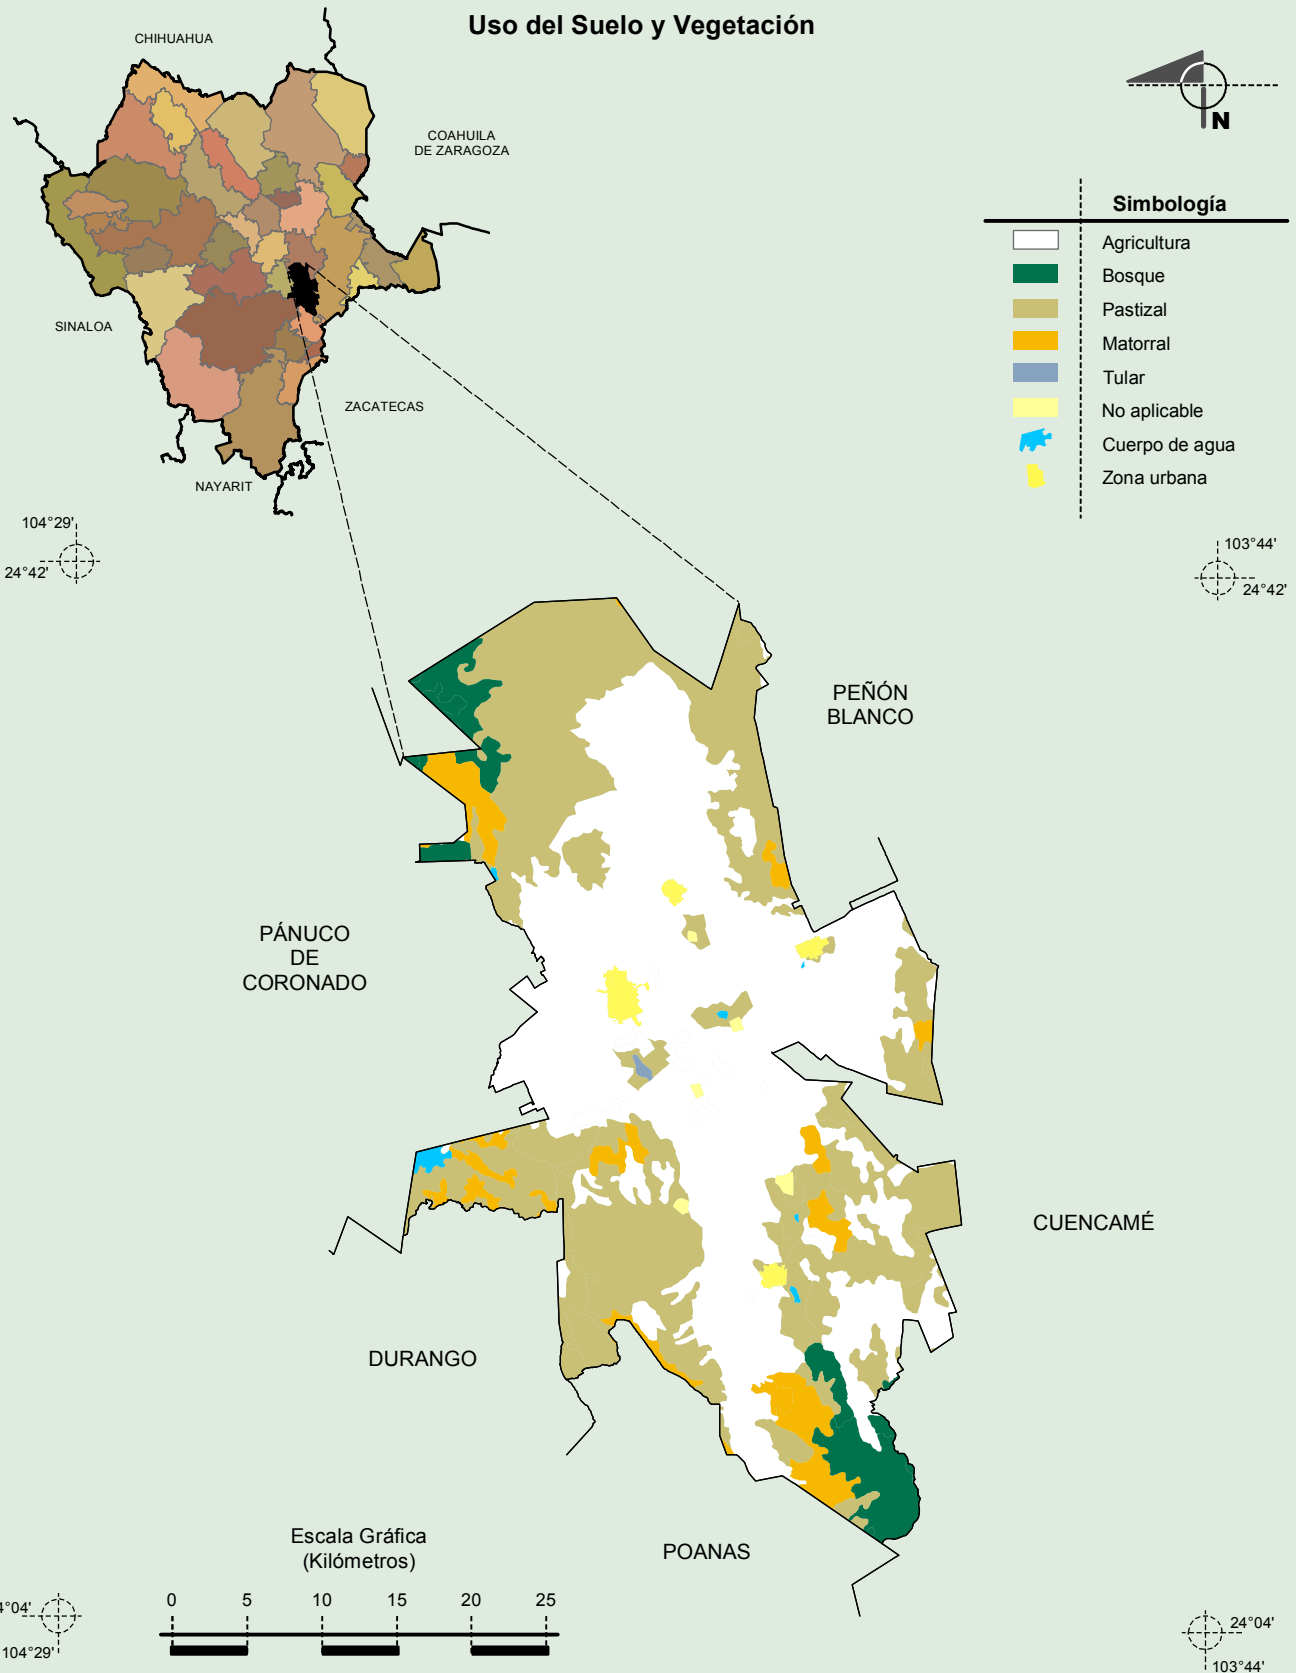 Uso del Suelo y Vegetación
CHIHUAHUA
COAHUILA
DE ZARAGOZA
SINALOA
ZACATECAS
NAYARIT
N
Simbología
Agricultura
Bosque
Pastizal
Matorral
Tular
No aplicable
Cuerpo de agua
Zona urbana
104°29'
24°42'
103°44'
24°42'
PEÑÓN
BLANCO
PÁNUCO
DE
CORONADO
CUENCAMÉ
DURANGO
POANAS
Escala Gráfica
(Kilómetros)
0 5 10 15 20 25
4°04'
104°29'
24°04'
103°44'